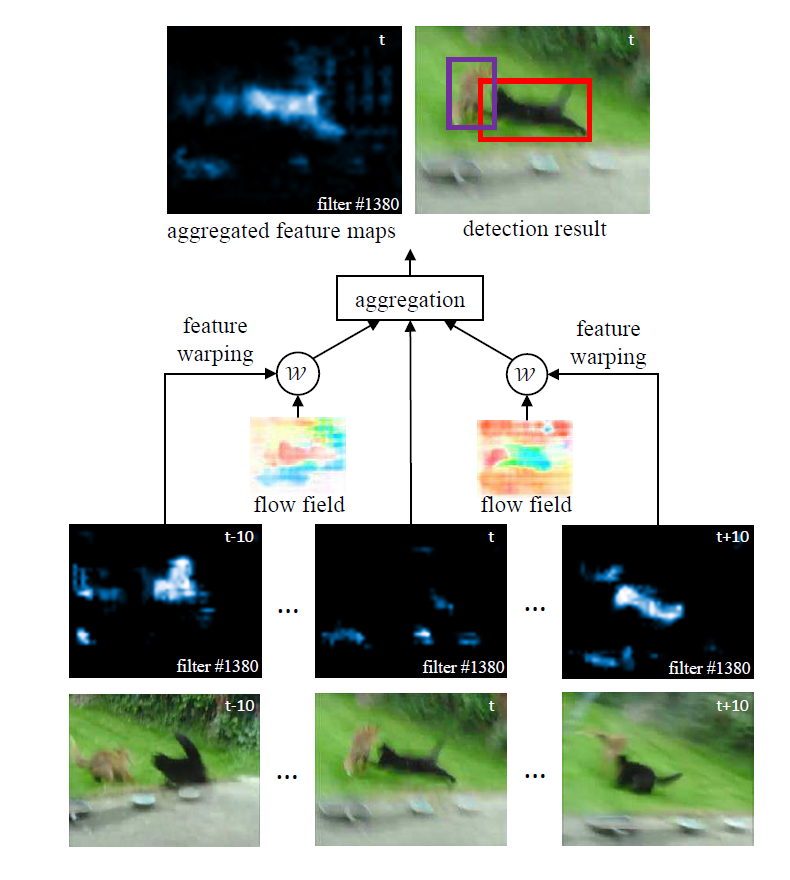 t
t
filter #1380
aggregated feature maps
detection result
aggregation
feature
warping
feature
warping
W
W
flow field
flow field
t-10
t
t+10
...
...
filter #1380
filter #1380
filter #1380
t-10
t
t+10
...
...